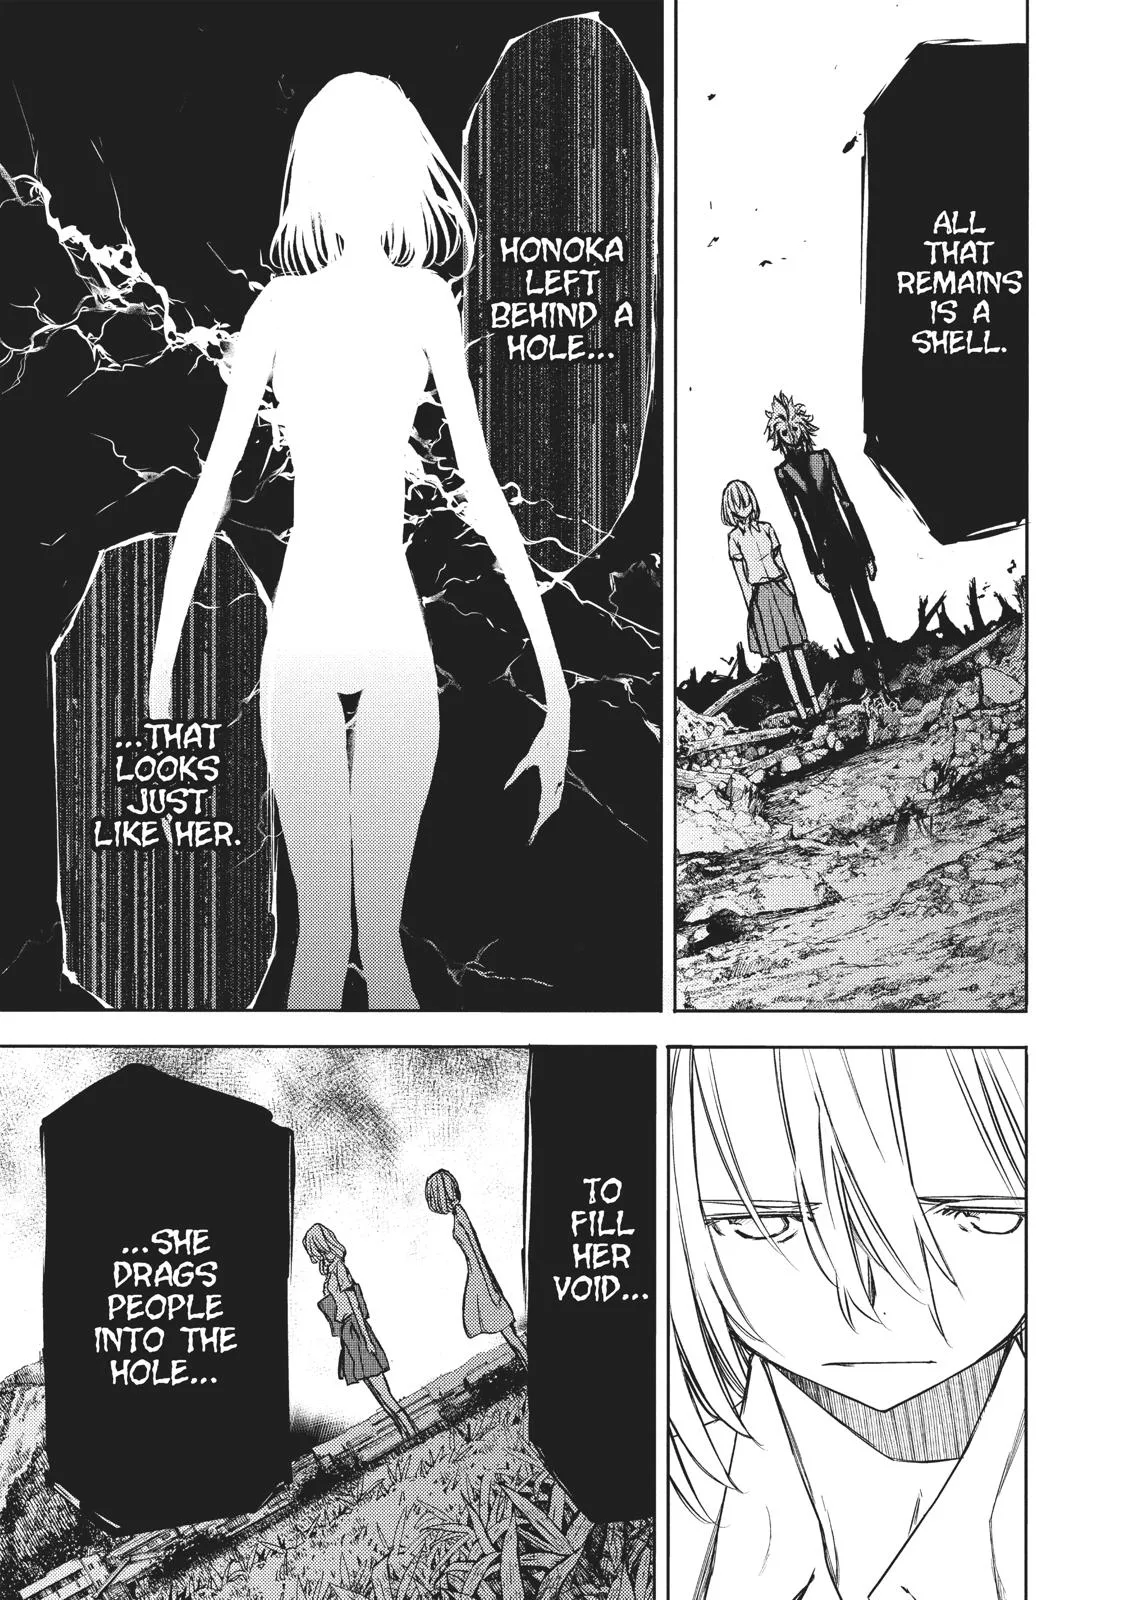 ALL
THAT
REMAINS
IS A
SHELL.
HONOKA
LEFT
BEHIND A
HOLE...
...THAT
LOOKS
JUST
LIKE HER.
TO
FILL
HER
VOID...
...SHE
DRAGS
PEOPLE
INTO THE
HOLE...